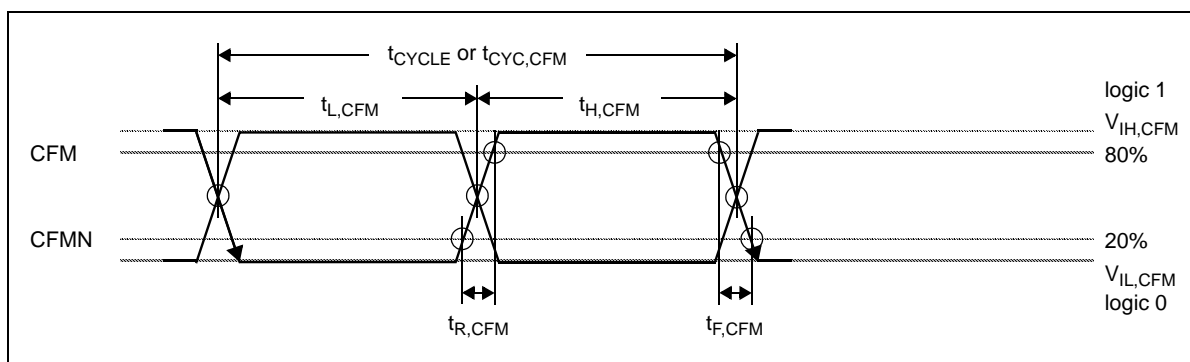 tCYCLE or tCYC,CFM
tL,CFM
tH,CFM
logic 1
VIH,CFM
CFM
80%
CFMN
20%
VIL,CFM
logic 0
tR,CFM
tF,CFM